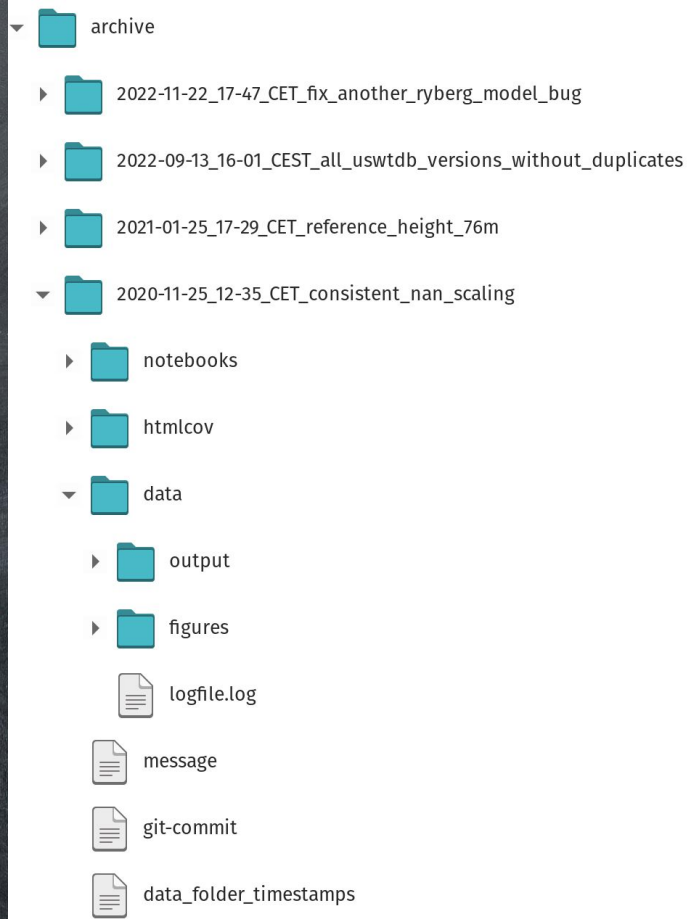 archive
2022-11-22_17-47_CET_fix_another_ryberg_model_bug
2022-09-13_16-01_CEST_all_uswtdb_versions_without_duplicates
2021-01-25_17-29_CET_reference_height_76m
2020-11-25_12-35_CET_consistent_nan_scaling
notebooks
htmlcov
data
output
figures
logfile.log
message
git-commit
data_folder_timestamps